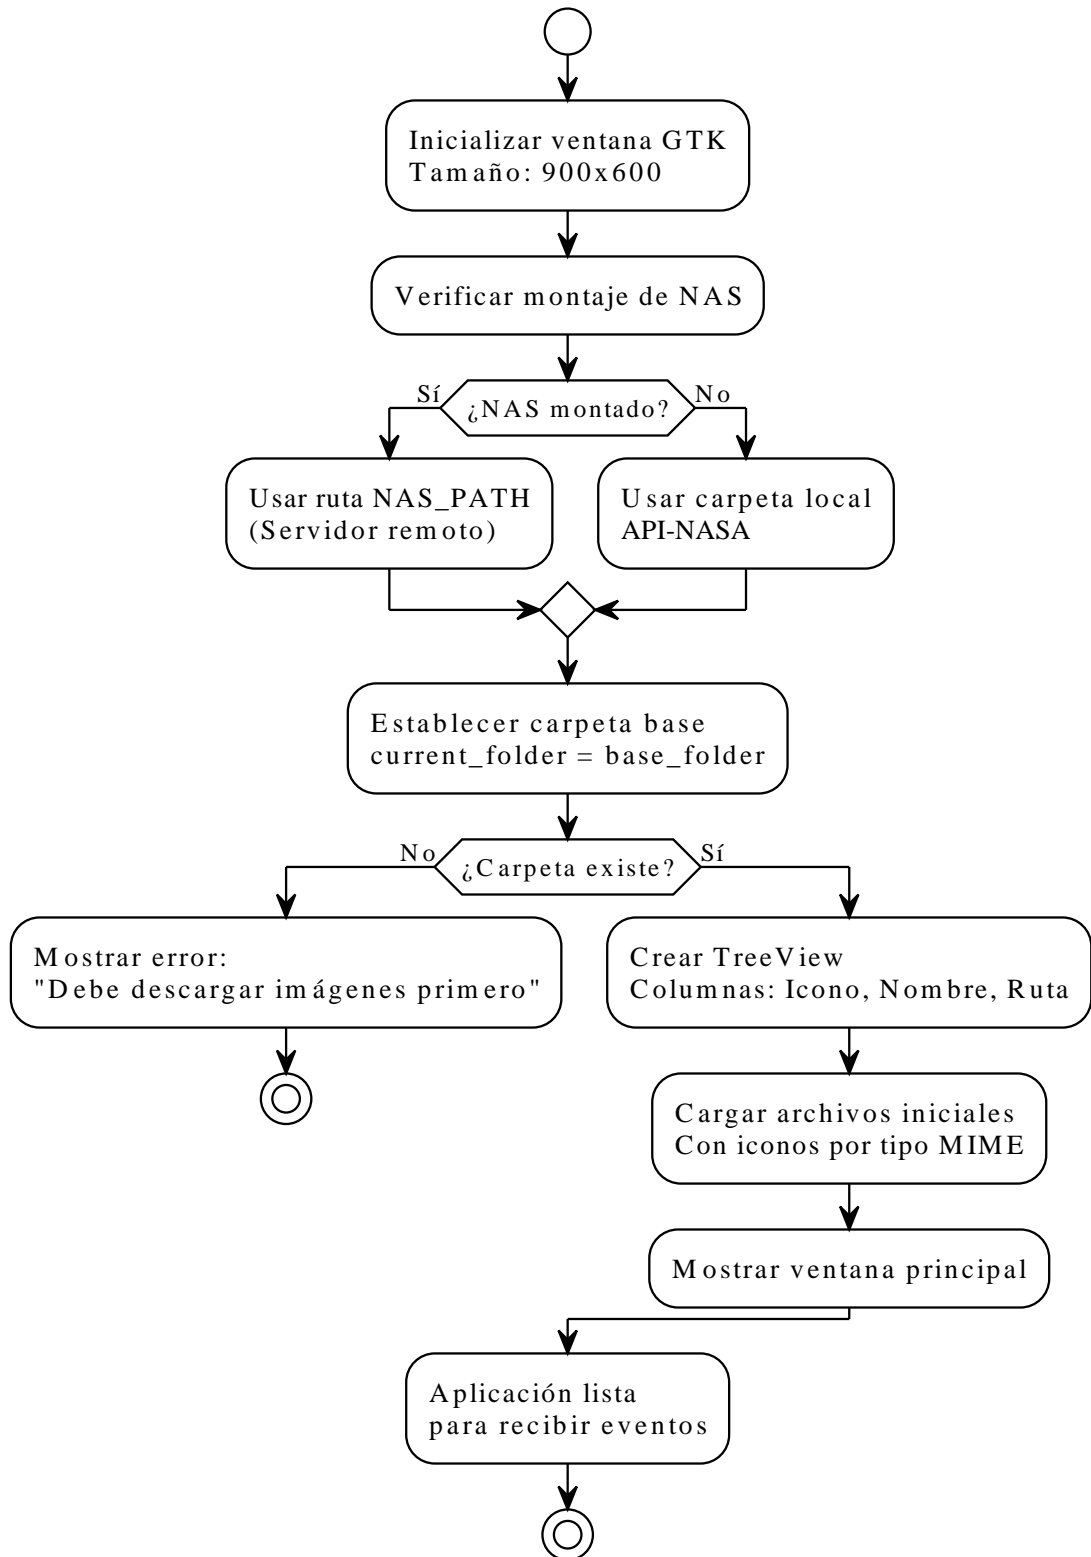 Inicializar ventana GTK
Tamaño: 900x600
Verificar montaje de NAS
Sí
¿NAS montado?
No
Usar ruta NAS_PATH
(Servidor remoto)
Usar carpeta local
API-NASA
Establecer carpeta base
current_folder = base_folder
No
¿Carpeta existe?
Sí
Mostrar error:
"Debe descargar imágenes primero"
Crear TreeView
Columnas: Icono, Nombre, Ruta
Cargar archivos iniciales
Con iconos por tipo MIME
Mostrar ventana principal
Aplicación lista
para recibir eventos